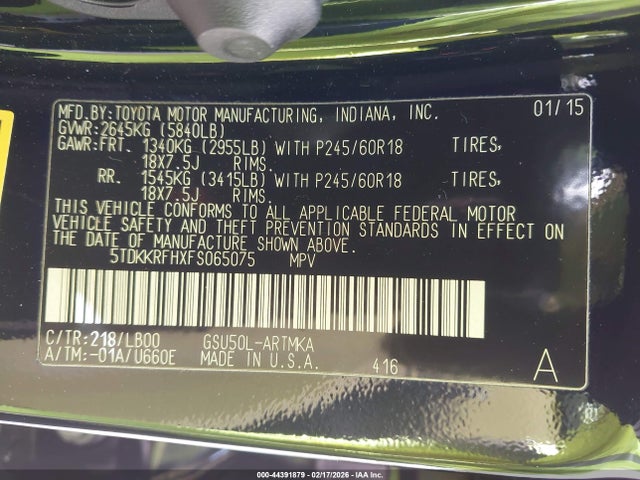 MFD.BY:TOYOTA MOTOR MANUFACTURING, INDIANA, INC. 01/15
GVWR:2645KG (5840LB)
GAWR:FRT. 1340KG (2955LB) WITH P245/60R18 TIRES,
18X7.5J RIMS.
RR. 1545KG (3415LB) WITH P245/60R18 TIRES,
18X7.5J RIMS.
THIS VEHICLE CONFORMS TO ALL APPLICABLE FEDERAL MOTOR
VEHICLE SAFETY AND THEFT PREVENTION STANDARDS IN EFFECT ON
THE DATE OF MANUFACTURE SHOWN ABOVE.
5TDKKRFHXFS065075 MPV
C/TR:218/LB00 GSU50L-ARTMKA
A/TM:-01A/U660E MADE IN U.S.A. 416 A
000-44391879 | 02/17/2026 - IAA Inc.